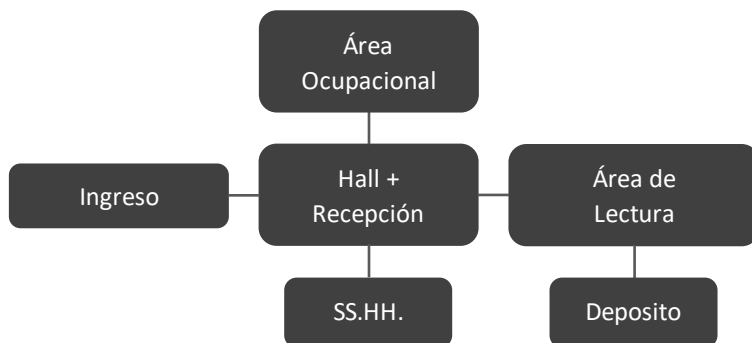 Área
Ocupacional
Ingreso
Hall +
Recepción
Área de
Lectura
SS.HH.
Deposito